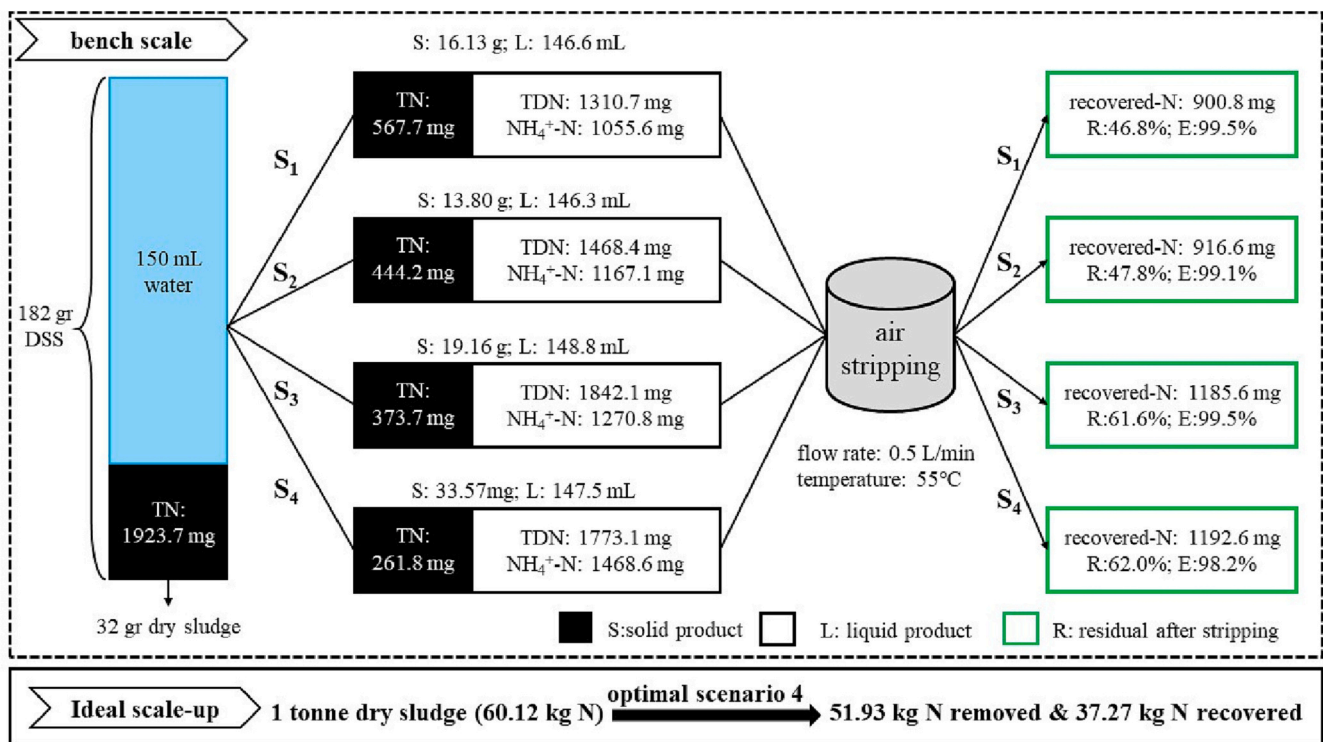 bench scale
182 gr
DSS
150 mL
water
TN:
1923.7 mg
32 gr dry sludge
S₁
S₂
S₃
S₄
S: 16.13 g; L: 146.6 mL
TN:
567.7 mg
TDN: 1310.7 mg
NH₄⁺-N: 1055.6 mg
S: 13.80 g; L: 146.3 mL
TN:
444.2 mg
TDN: 1468.4 mg
NH₄⁺-N: 1167.1 mg
S: 19.16 g; L: 148.8 mL
TN:
373.7 mg
TDN: 1842.1 mg
NH₄⁺-N: 1270.8 mg
S: 33.57mg; L: 147.5 mL
TN:
261.8 mg
TDN: 1773.1 mg
NH₄⁺-N: 1468.6 mg
air
stripping
flow rate: 0.5 L/min
temperature: 55℃
S₁
S₂
S₃
S₄
recovered-N: 900.8 mg
R:46.8%; E:99.5%
recovered-N: 916.6 mg
R:47.8%; E:99.1%
recovered-N: 1185.6 mg
R:61.6%; E:99.5%
recovered-N: 1192.6 mg
R:62.0%; E:98.2%
S:solid product
L: liquid product
R: residual after stripping
Ideal scale-up
1 tonne dry sludge (60.12 kg N)
optimal scenario 4
51.93 kg N removed & 37.27 kg N recovered